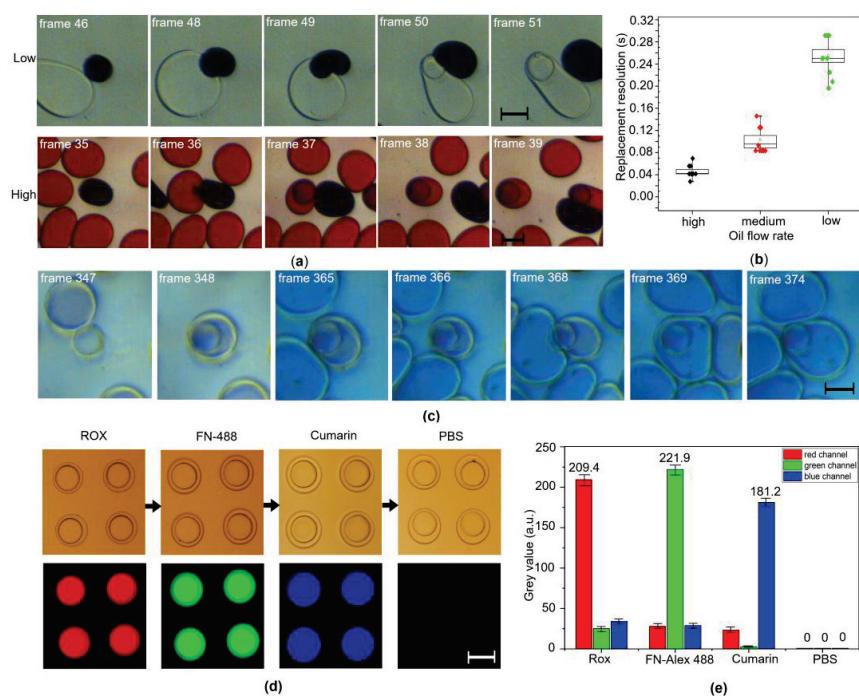 frame 46
frame 48
frame 49
frame 50
frame 51
Low
frame 35
frame 36
frame 37
frame 38
frame 39
High
(a)
Replacement resolution (s)
0.32
0.28
0.24
0.20
0.16
0.12
0.08
0.04
0.00
high
medium
low
Oil flow rate
(b)
frame 347
frame 348
frame 365
frame 366
frame 368
frame 369
frame 374
(c)
ROX
FN-488
Cumarin
PBS
(d)
Grey value (a.u.)
250
200
150
100
50
0
209.4
221.9
181.2
0 0 0
red channel
green channel
blue channel
Rox
FN-Alex 488
Cumarin
PBS
(e)